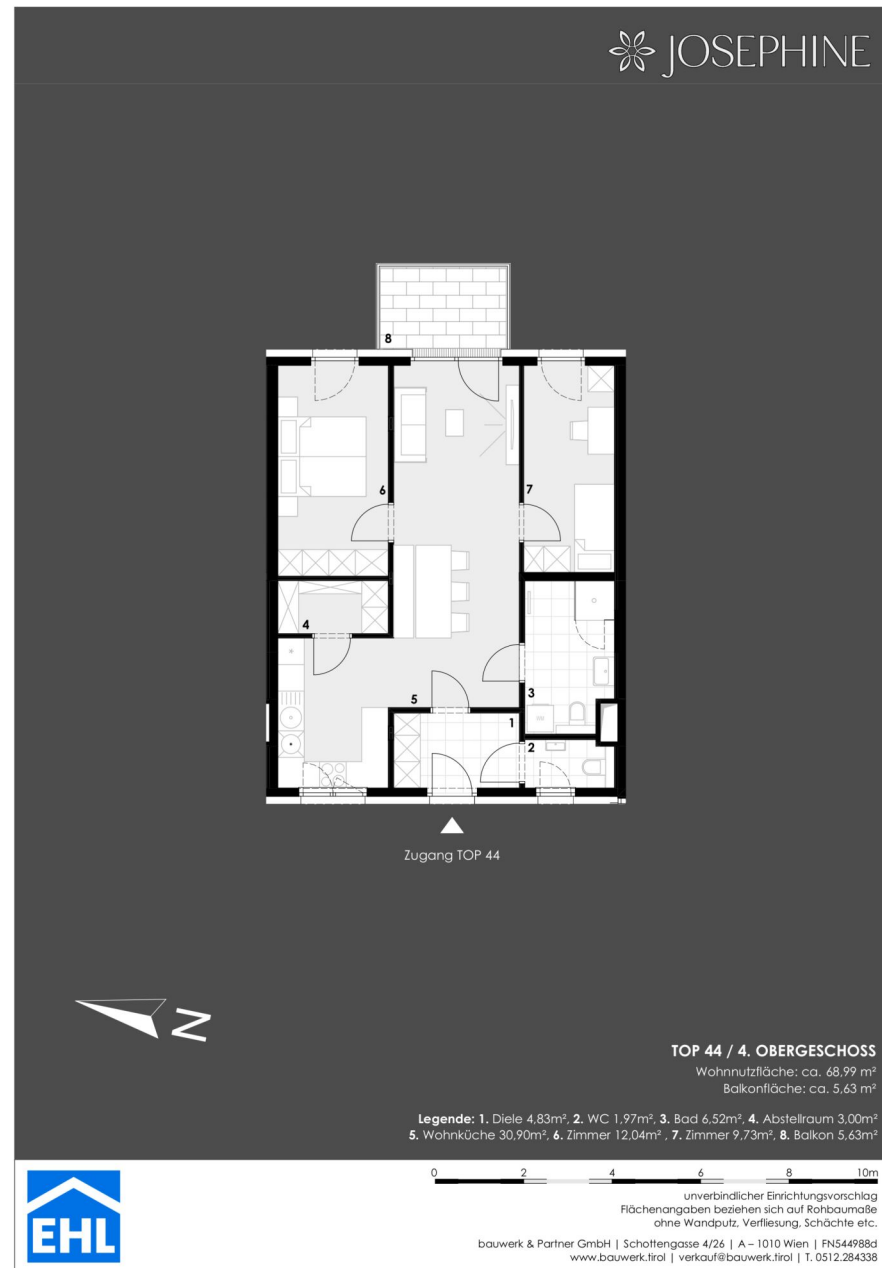 JOSEPHINE
8
6
7
4
3
5
1
2
Zugang TOP 44
N
TOP 44 / 4. OBERGESCHOSS
Wohnnutzfläche: ca. 68,99 m²
Balkonfläche: ca. 5,63 m²
Legende: 1. Diele 4,83m², 2. WC 1,97m², 3. Bad 6,52m², 4. Abstellraum 3,00m²
5. Wohnküche 30,90m², 6. Zimmer 12,04m² , 7. Zimmer 9,73m², 8. Balkon 5,63m²
0 2 4 6 8 10m
unverbindlicher Einrichtungsvorschlag
Flächenangaben beziehen sich auf Rohbaumaße
ohne Wandputz, Verfliesung, Schächte etc.
EHL
bauwerk & Partner GmbH | Schottengasse 4/26 | A – 1010 Wien | FN544988d
www.bauwerk.tirol | verkauf@bauwerk.tirol | T. 0512.284338